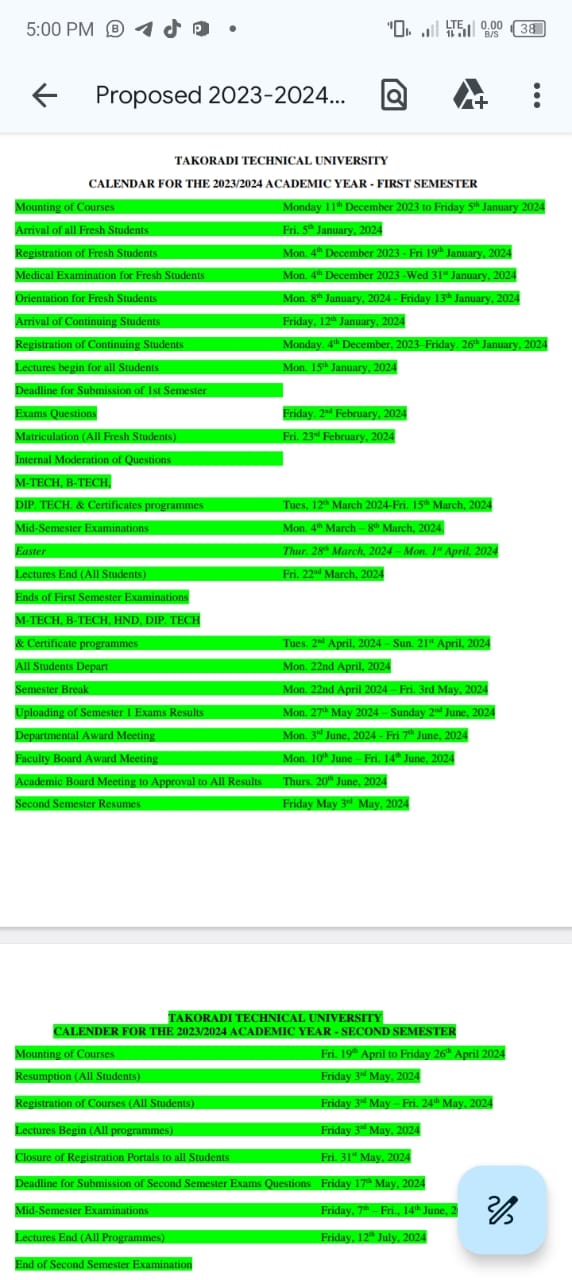 5:00 PM
LTE 0.00 B/S 38
Proposed 2023-2024...
TAKORADI TECHNICAL UNIVERSITY
CALENDAR FOR THE 2023/2024 ACADEMIC YEAR - FIRST SEMESTER
Mounting of Courses Monday 11th December 2023 to Friday 5th January 2024
Arrival of all Fresh Students Fri. 5th January, 2024
Registration of Fresh Students Mon. 4th December 2023 - Fri 19th January, 2024
Medical Examination for Fresh Students Mon. 4th December 2023 -Wed 31st January, 2024
Orientation for Fresh Students Mon. 8th January, 2024 - Friday 13th January, 2024
Arrival of Continuing Students Friday, 12th January, 2024
Registration of Continuing Students Monday. 4th December, 2023–Friday. 26th January, 2024
Lectures begin for all Students Mon. 15th January, 2024
Deadline for Submission of 1st Semester
Exams Questions Friday. 2nd February, 2024
Matriculation (All Fresh Students) Fri. 23rd February, 2024
Internal Moderation of Questions
M-TECH, B-TECH,
DIP. TECH. & Certificates programmes Tues, 12th March 2024-Fri. 15th March, 2024
Mid-Semester Examinations Mon. 4th March – 8th March, 2024.
Easter Thur. 28th March, 2024 – Mon. 1st April, 2024
Lectures End (All Students) Fri. 22nd March, 2024
Ends of First Semester Examinations
M-TECH, B-TECH, HND, DIP. TECH
& Certificate programmes Tues. 2nd April, 2024 – Sun. 21st April, 2024
All Students Depart Mon. 22nd April, 2024
Semester Break Mon. 22nd April 2024 – Fri. 3rd May, 2024
Uploading of Semester 1 Exams Results Mon. 27th May 2024 – Sunday 2nd June, 2024
Departmental Award Meeting Mon. 3rd June, 2024 - Fri 7th June, 2024
Faculty Board Award Meeting Mon. 10th June – Fri. 14th June, 2024
Academic Board Meeting to Approval to All Results Thurs. 20th June, 2024
Second Semester Resumes Friday May 3rd May, 2024
TAKORADI TECHNICAL UNIVERSITY
CALENDER FOR THE 2023/2024 ACADEMIC YEAR - SECOND SEMESTER
Mounting of Courses Fri. 19th April to Friday 26th April 2024
Resumption (All Students) Friday 3rd May, 2024
Registration of Courses (All Students) Friday 3rd May – Fri. 24th May, 2024
Lectures Begin (All programmes) Friday 3rd May, 2024
Closure of Registration Portals to all Students Fri. 31st May, 2024
Deadline for Submission of Second Semester Exams Questions Friday 17th May, 2024
Mid-Semester Examinations Friday, 7th – Fri., 14th June, 2
Lectures End (All Programmes) Friday, 12th July, 2024
End of Second Semester Examination